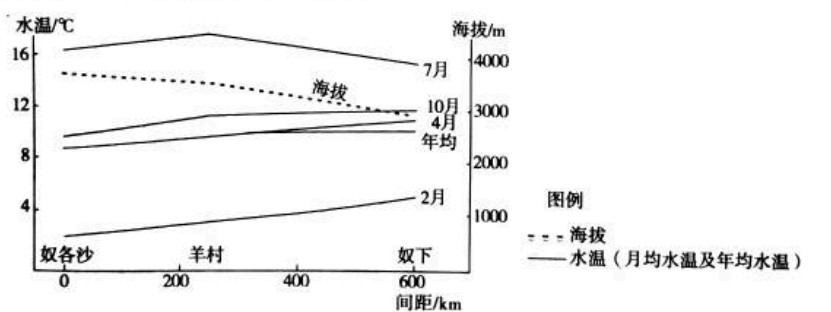 水温/℃
海拔/m
16
12
8
4
4000
3000
2000
1000
7月
海拔
10月
4月
年均
2月
奴各沙
羊村
奴下
0
200
400
600
间距/km
图例
海拔
水温（月均水温及年均水温）